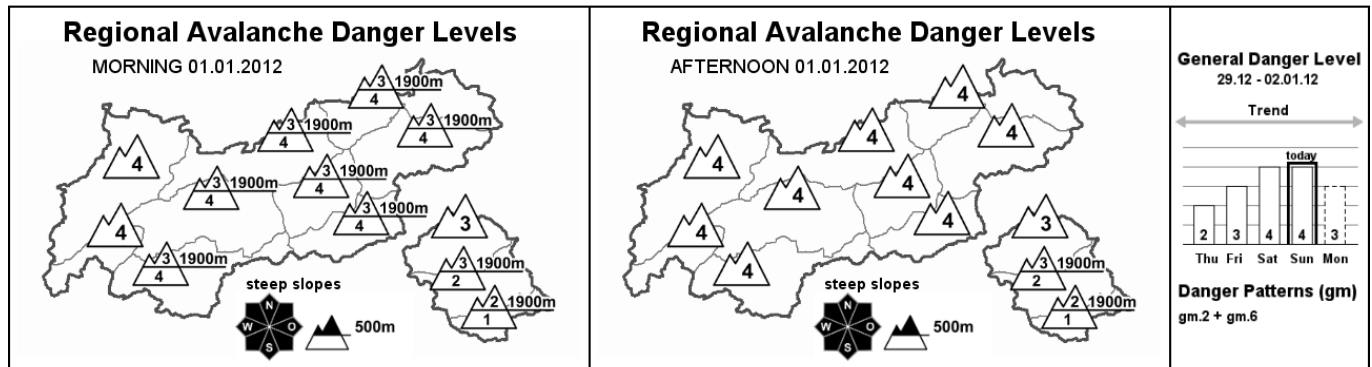 Regional Avalanche Danger Levels
MORNING 01.01.2012
3 1900m
4
3 1900m
4
3 1900m
4
4
3 1900m
4
3 1900m
4
3 1900m
4
4
3
3 1900m
4
3 1900m
2
2 1900m
1
steep slopes
N
W O
S
500m
Regional Avalanche Danger Levels
AFTERNOON 01.01.2012
4
4
4
4
4
4
4
4
3
4
3 1900m
2
2 1900m
1
steep slopes
N
W O
S
500m
General Danger Level
29.12 - 02.01.12
Trend
today
2 3 4 4 3
Thu Fri Sat Sun Mon
Danger Patterns (gm)
gm.2 + gm.6